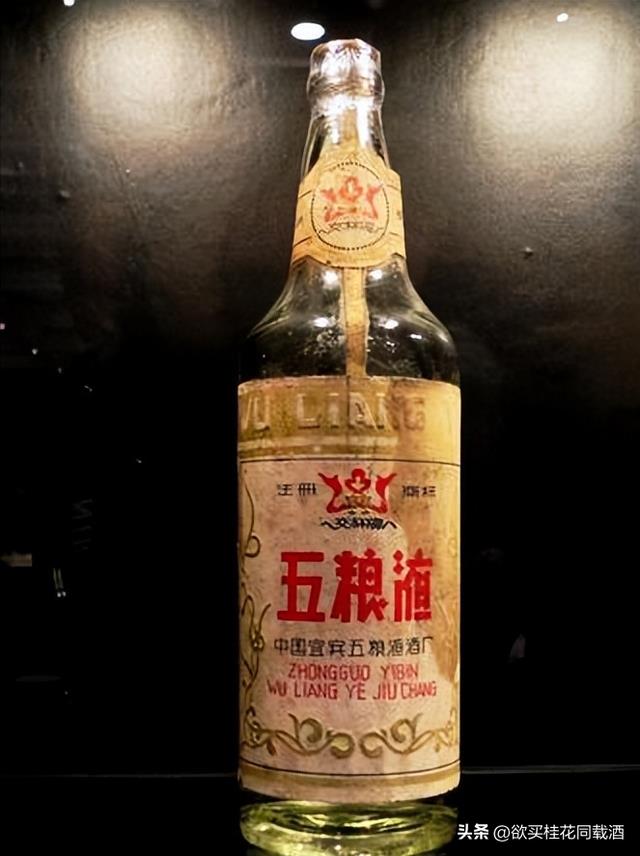 WU LIANG Y
注册 商标
交杯牌
五粮液
中国宜宾五粮液酒厂
ZHONGGUO YIBIN
WU LIANG YE JIU CHANG
头条 @欲买桂花同载酒